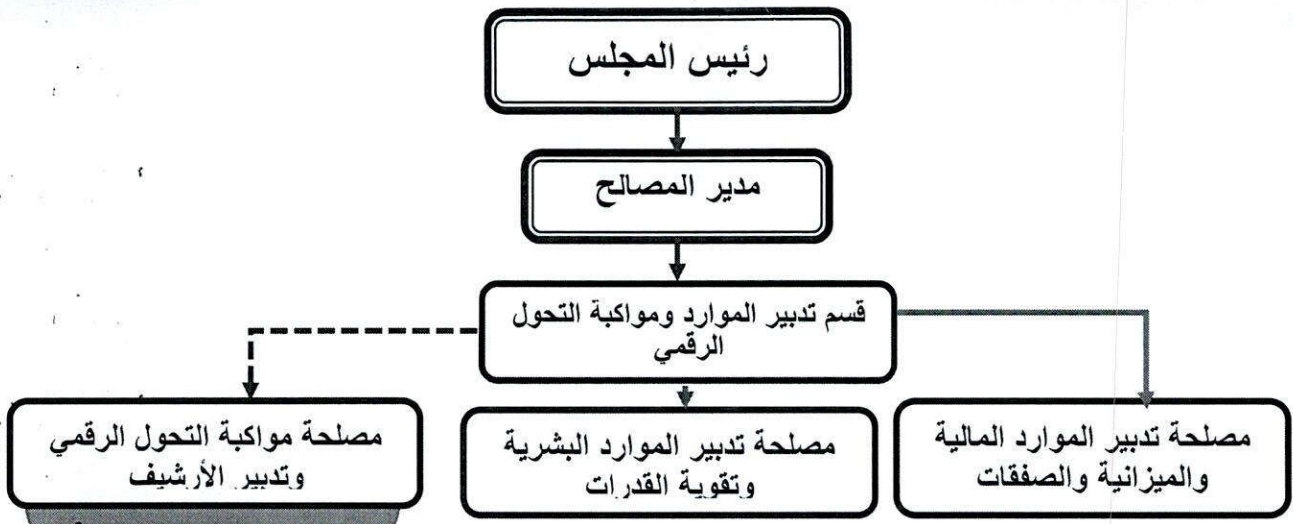 رئيس المجلس
مدير المصالح
قسم تدبير الموارد ومواكبة التحول
الرقمي
مصلحة تدبير الموارد المالية
والميزانية والصفقات
مصلحة تدبير الموارد البشرية
وتقوية القدرات
مصلحة مواكبة التحول الرقمي
وتدبير الأرشيف